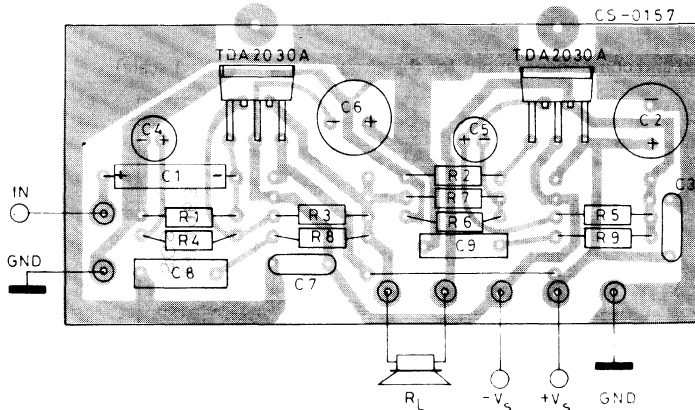 CS-0157
TDA2030A
TDA2030A
C4
C6
C5
C2
C1
R2
C3
IN
R7
R1
R3
R6
R5
R4
R8
C9
R9
GND
C8
C7
RL
-Vs
+Vs
GND